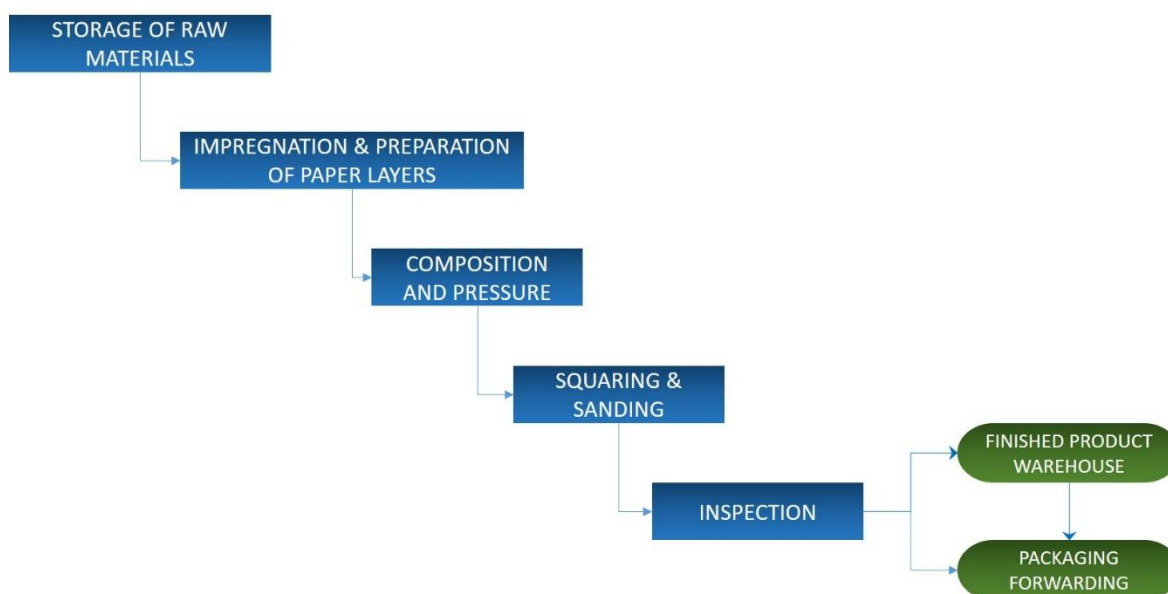 STORAGE OF RAW
MATERIALS
IMPREGNATION & PREPARATION
OF PAPER LAYERS
COMPOSITION
AND PRESSURE
SQUARING &
SANDING
INSPECTION
FINISHED PRODUCT
WAREHOUSE
PACKAGING
FORWARDING